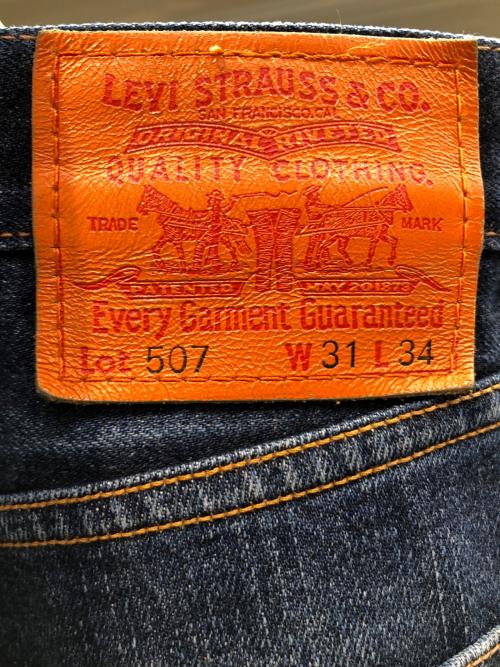 LEVI STRAUSS & CO.
SAN FRANCISCO, CAL.
ORIGINAL RIVETED
QUALITY CLOTHING.
TRADE MARK
PATENTED MAY 20 1873
Every Garment Guaranteed
Lot 507 W 31 L 34